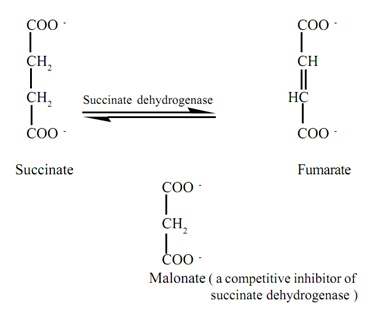 COO -
COO -
CH2
CH
CH2
Succinate dehydrogenase
HC
COO -
COO -
Succinate
Fumarate
COO -
CH2
COO -
Malonate ( a competitive inhibitor of
succinate dehydrogenase )